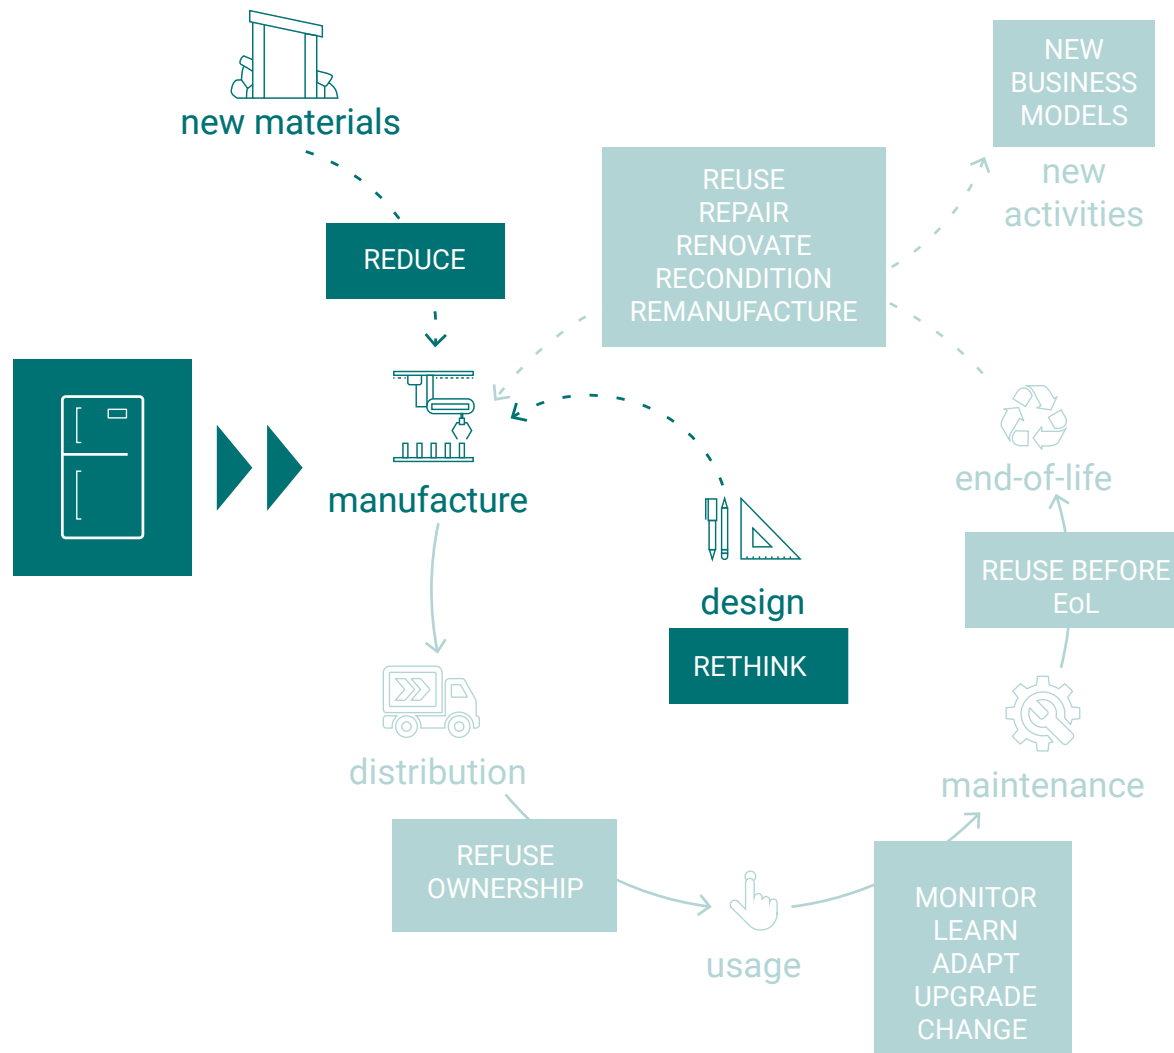 new materials
REDUCE
manufacture
design
RETHINK
distribution
REFUSE
OWNERSHIP
usage
MONITOR
LEARN
ADAPT
UPGRADE
CHANGE
maintenance
REUSE BEFORE
EoL
end-of-life
REUSE
REPAIR
RENOVATE
RECONDITION
REMANUFACTURE
NEW
BUSINESS
MODELS
new
activities